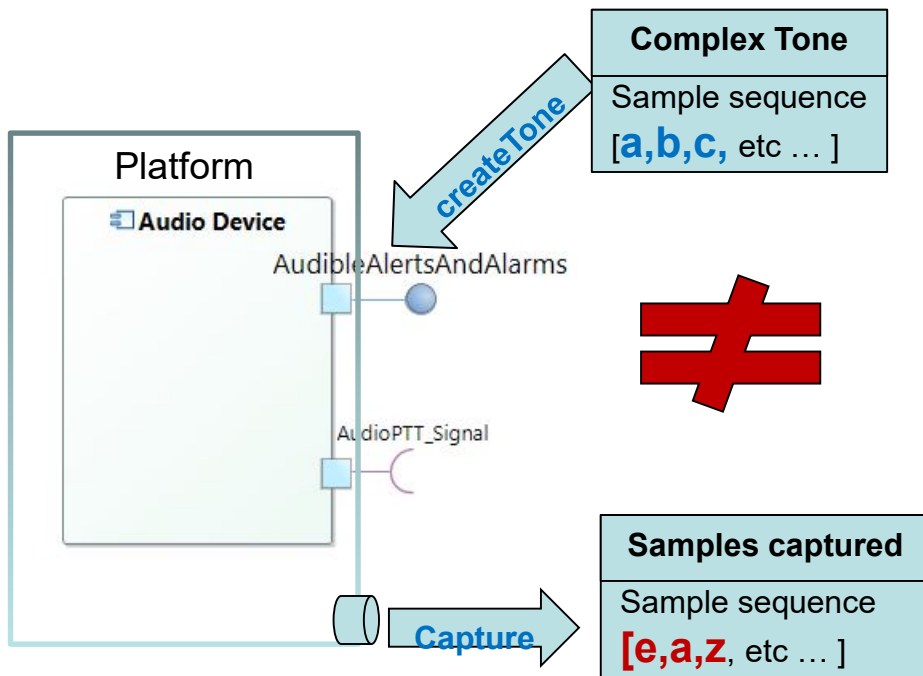 Complex Tone
Sample sequence
[a,b,c, etc … ]
createTone
Platform
Audio Device
AudibleAlertsAndAlarms
AudioPTT_Signal
Samples captured
Sample sequence
[e,a,z, etc … ]
Capture